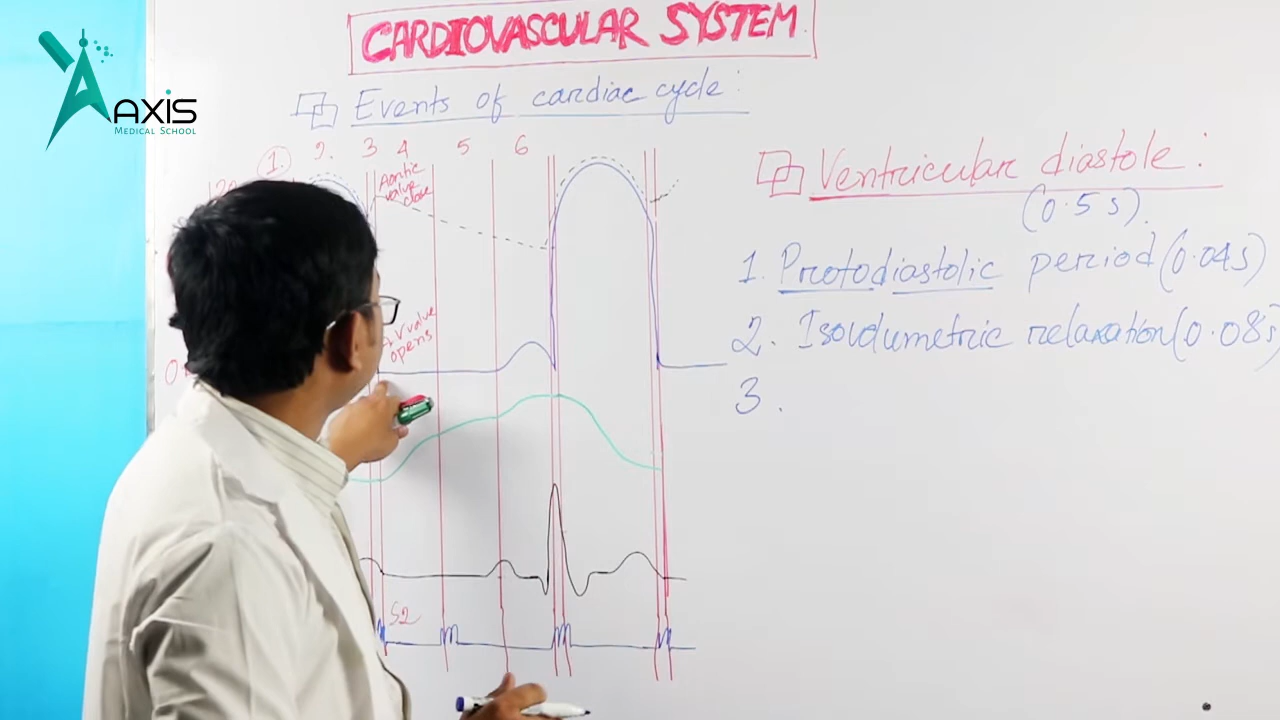 CARDIOVASCULAR SYSTEM
AXIS
MEDICAL SCHOOL
Events of cardiac cycle:
1. 2. 3 4 5 6
Aortic
valve
close
Ventricular diastole:
(0.5 s).
1. Protodiastolic period (0.04s)
2. Isovolumetric relaxation (0.08s
3.
valve
opens
S2